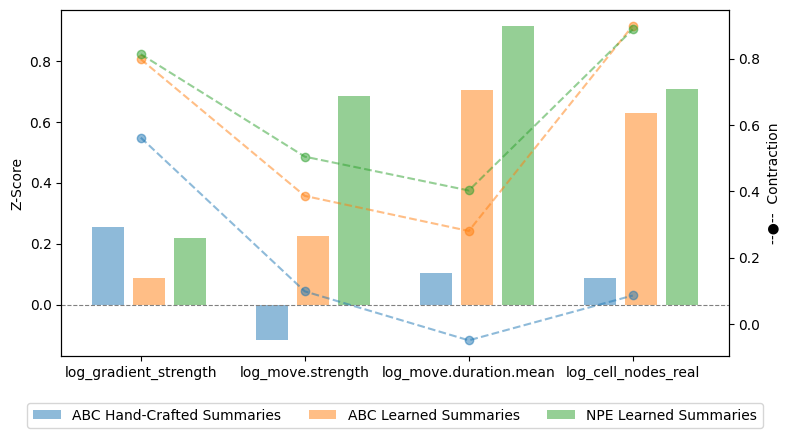 Z-Score
0.8
0.6
0.4
0.2
0.0
0.8
0.6
0.4
0.2
0.0
--●-- Contraction
log_gradient_strength
log_move.strength
log_move.duration.mean
log_cell_nodes_real
ABC Hand-Crafted Summaries
ABC Learned Summaries
NPE Learned Summaries